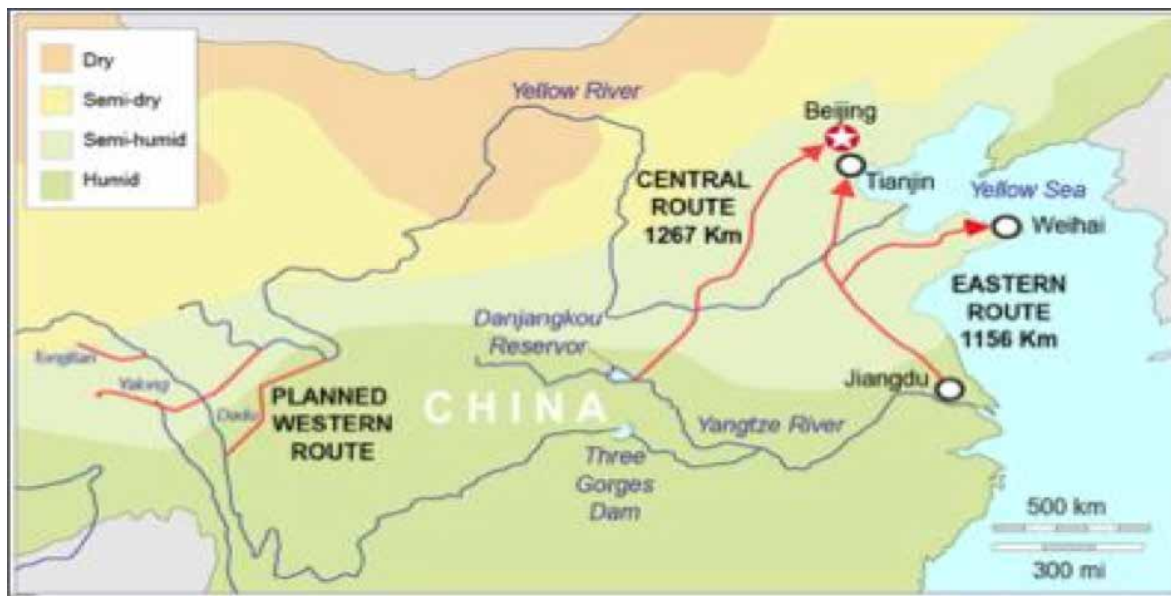 Dry
Semi-dry
Semi-humid
Humid
Yellow River
Beijing
Tianjin
Yellow Sea
Weihai
CENTRAL
ROUTE
1267 Km
EASTERN
ROUTE
1156 Km
Danjangkou
Reservor
Jiangdu
Tongtian
Yalong
Dadu
PLANNED
WESTERN
ROUTE
CHINA
Yangtze River
Three
Gorges
Dam
500 km
300 mi